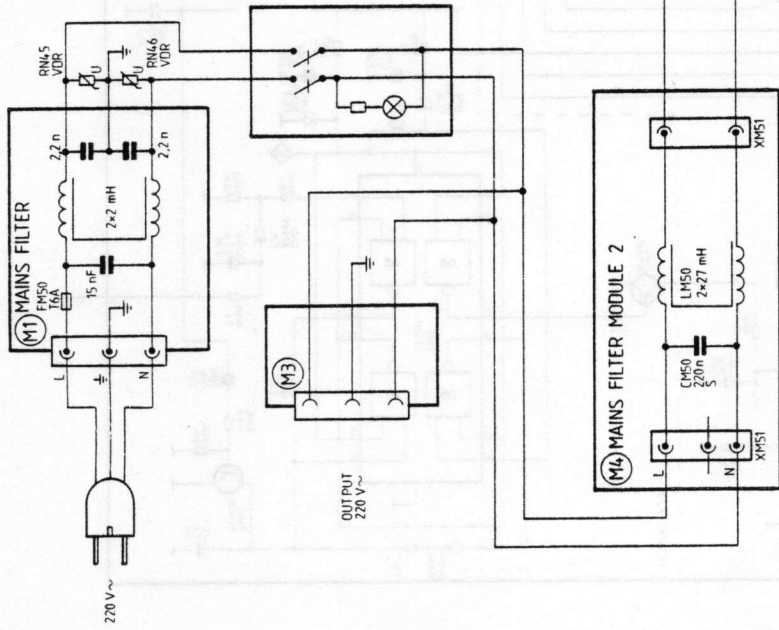 220 V~
L
N
M1
MAINS FILTER
FM50
T6A
15 nF
2×2 mH
2,2 n
2,2 n
RN45
VDR
U
U
RN46
VDR
OUTPUT
220 V~
M3
M4
MAINS FILTER MODULE 2
XM51
L
N
CM50
220n
S
LM50
2×27 mH
XM51